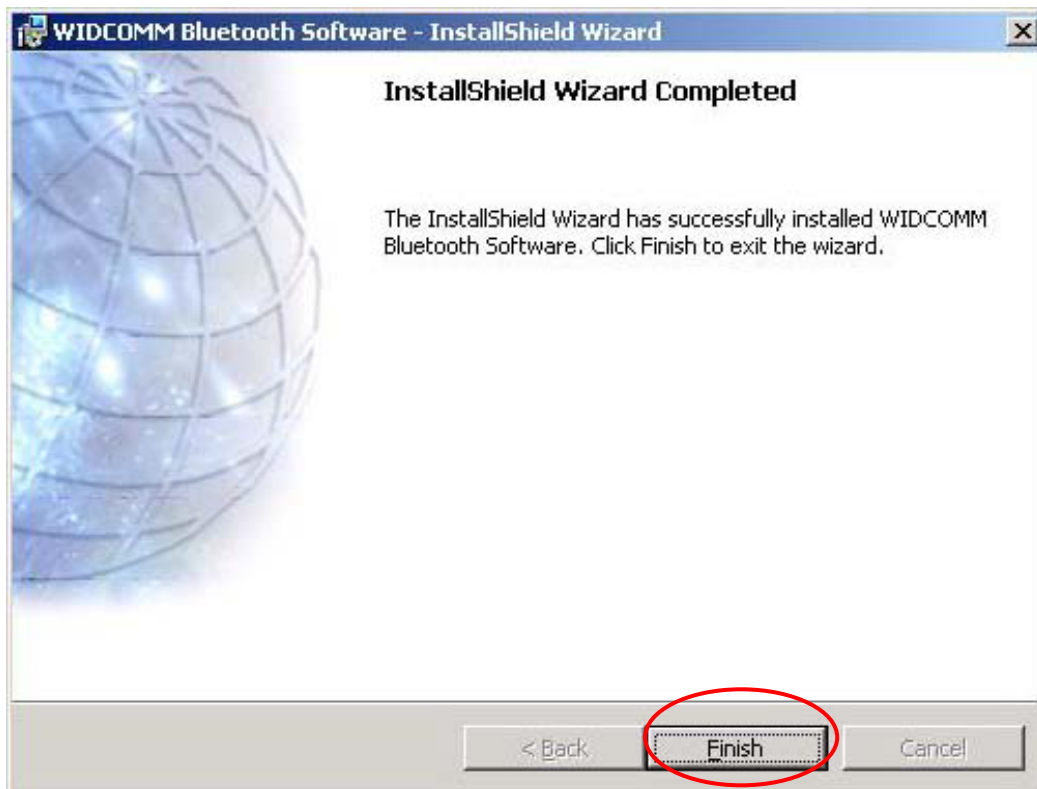 WIDCOMM Bluetooth Software - InstallShield Wizard
InstallShield Wizard Completed
The InstallShield Wizard has successfully installed WIDCOMM
Bluetooth Software. Click Finish to exit the wizard.
< Back
Finish
Cancel